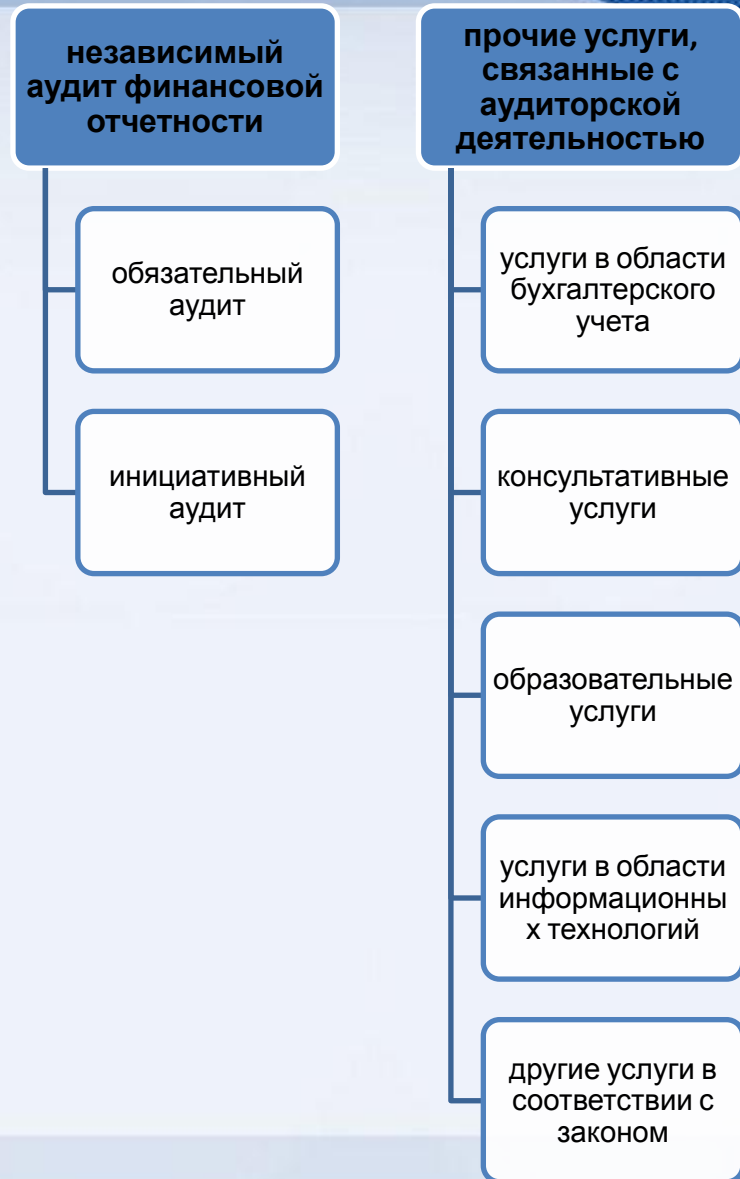 независимый
аудит финансовой
отчетности
обязательный
аудит
инициативный
аудит
прочие услуги,
связанные с
аудиторской
деятельностью
услуги в области
бухгалтерского
учета
консультативные
услуги
образовательные
услуги
услуги в области
информационны
х технологий
другие услуги в
соответствии с
законом